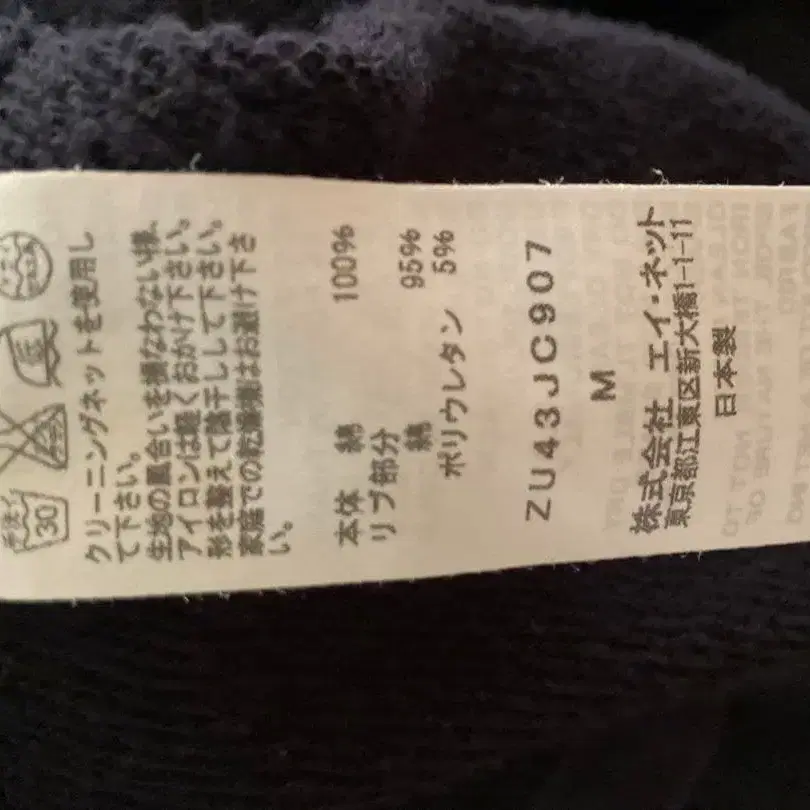 手洗イ
30
クリーニングネットを使用し
て下さい。
生地の風合いを損なわない様、
アイロンは軽くおかけ下さい。
形を整えて陰干しして下さい。
家庭での乾燥機はお避け下さ
い。
本体 綿 100%
リブ部分
綿 95%
ポリウレタン 5%
ZU43JC907
M
株式会社 エイ・ネット
東京都江東区新大橋1-1-11
日本製